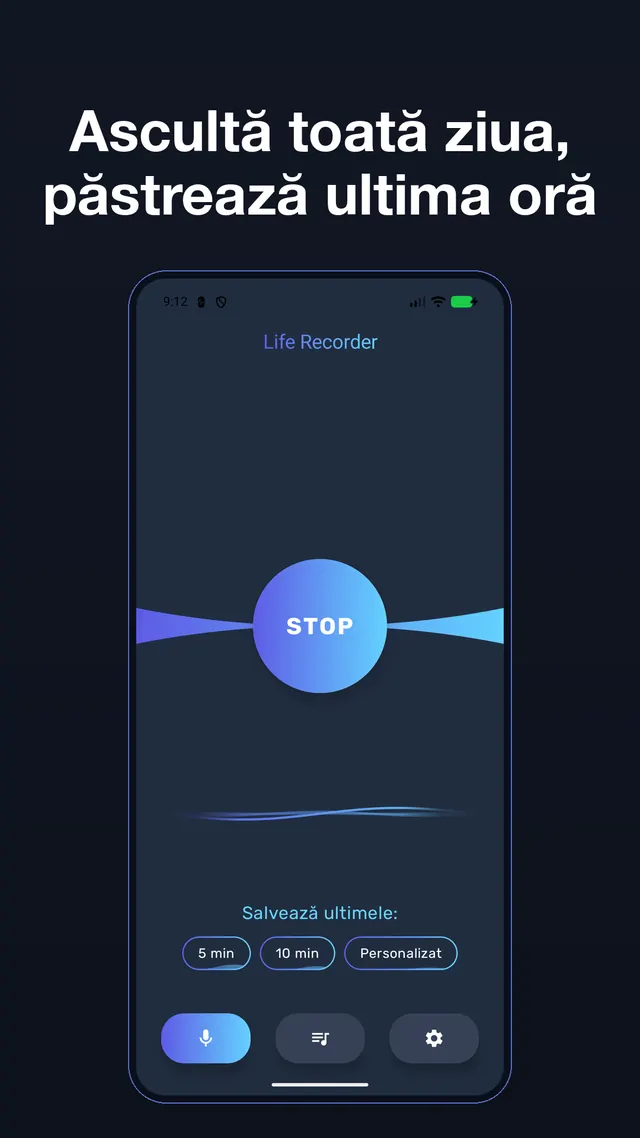 Ascultă toată ziua,
păstrează ultima oră
9:12
Life Recorder
STOP
Salvează ultimele:
5 min
10 min
Personalizat